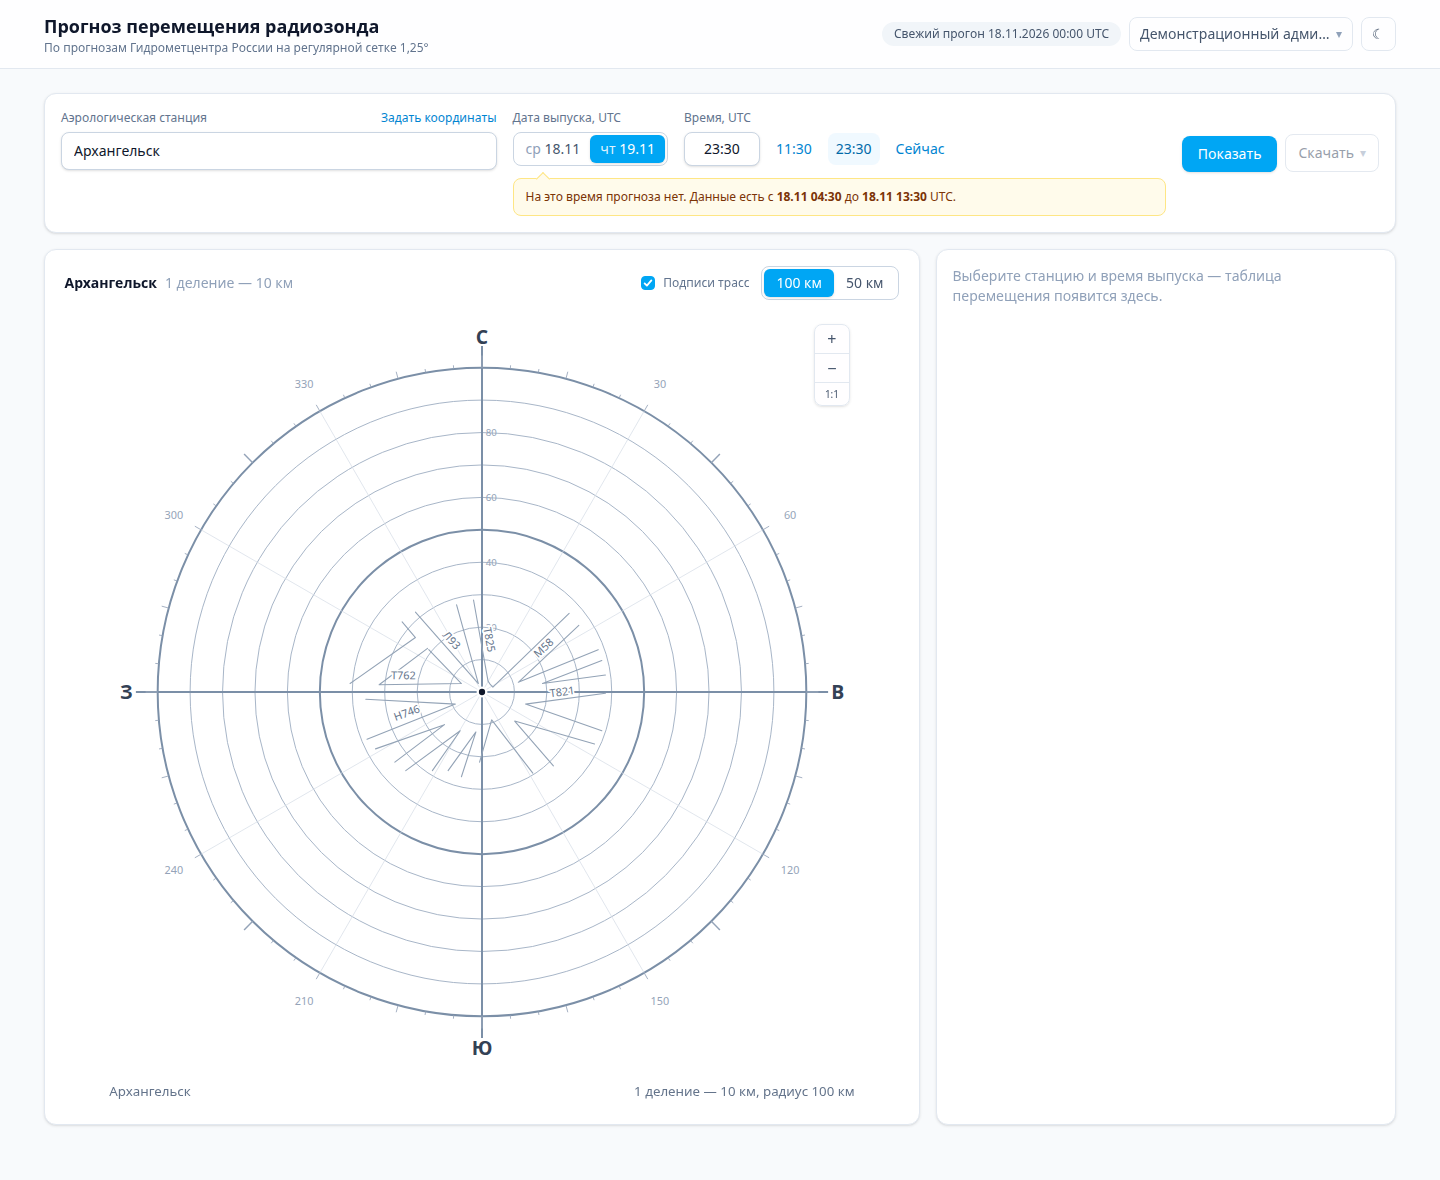 Прогноз перемещения радиозонда
По прогнозам Гидрометцентра России на регулярной сетке 1,25°
Свежий прогон 18.11.2026 00:00 UTC
Демонстрационный адми... ▾
☾
Аэрологическая станция
Задать координаты
Дата выпуска, UTC
Время, UTC
Архангельск
ср 18.11
чт 19.11
23:30
11:30
23:30
Сейчас
Показать
Скачать ▾
На это время прогноза нет. Данные есть с 18.11 04:30 до 18.11 13:30 UTC.
Архангельск 1 деление — 10 км
Подписи трасс
100 км
50 км
Выберите станцию и время выпуска — таблица
перемещения появится здесь.
+
−
1:1
С
330
30
80
300
60
60
40
Л93
Т825
М58
Т762
Т821
З
В
Н746
240
120
210
150
Ю
Архангельск
1 деление — 10 км, радиус 100 км